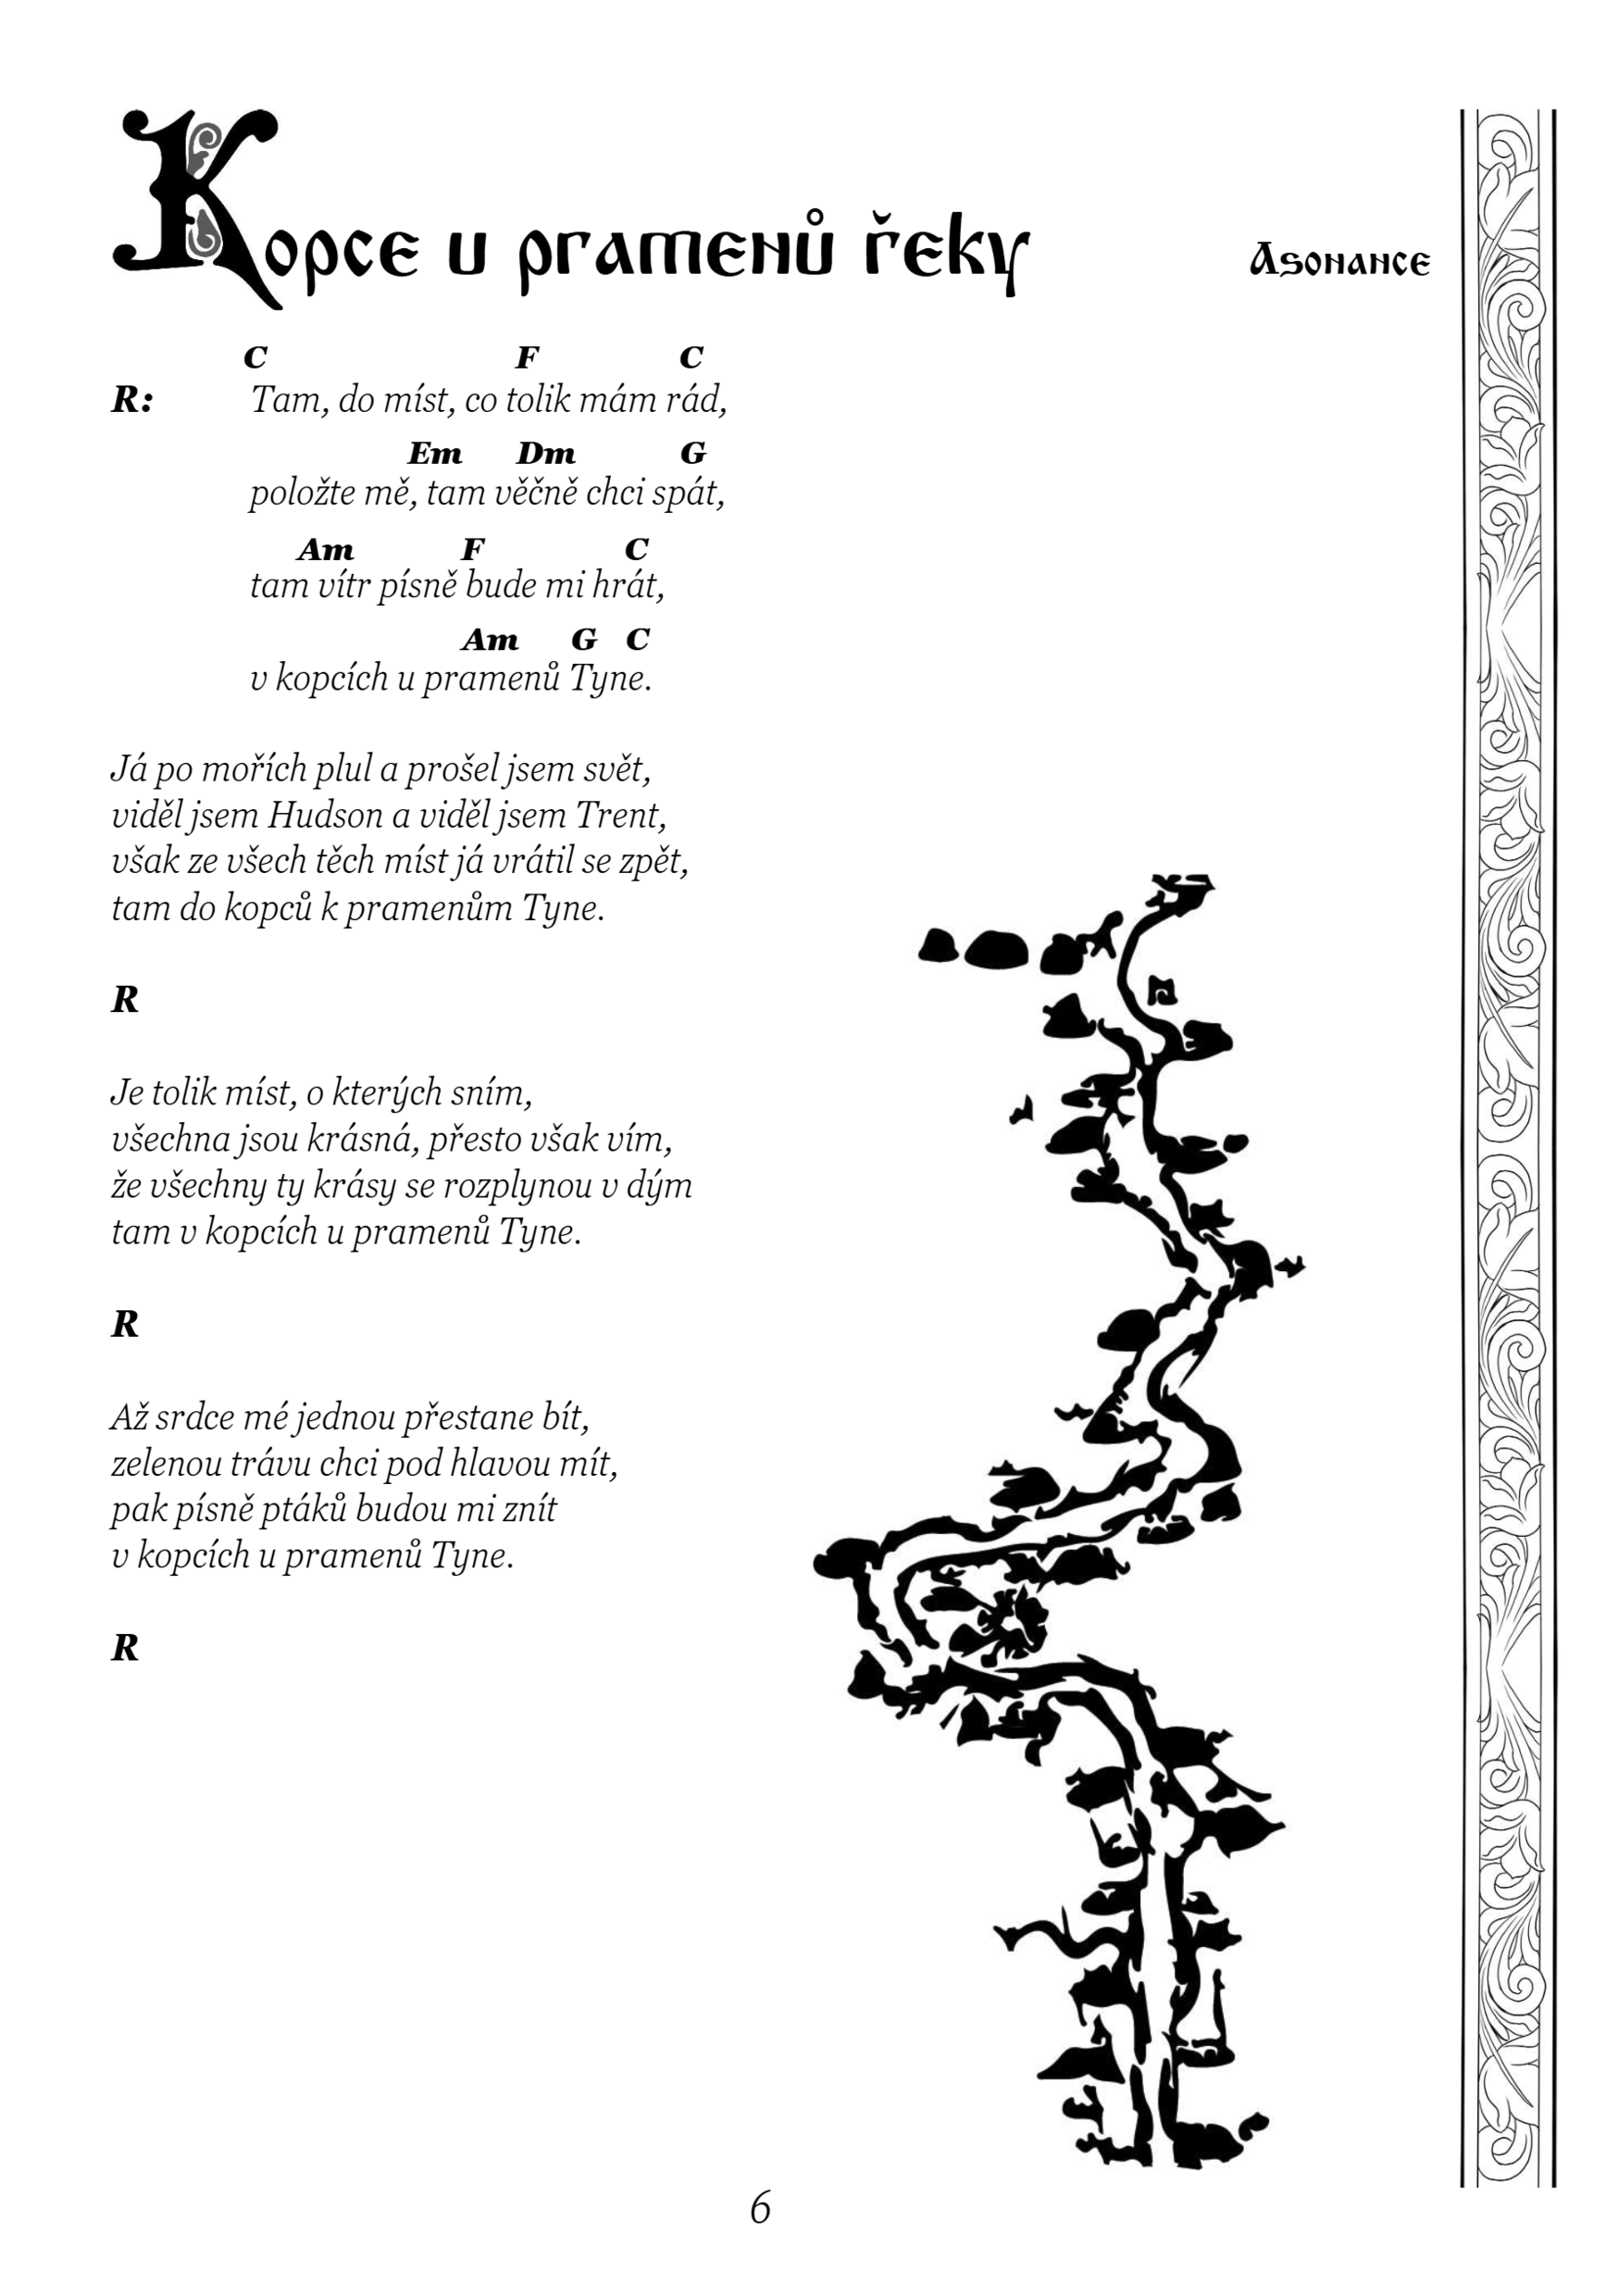 Kopce u pramenů řeky
Asonance
C F C
R: Tam, do míst, co tolik mám rád,
Em Dm G
položte mě, tam věčně chci spát,
Am F C
tam vítr písně bude mi hrát,
Am G C
v kopcích u pramenů Tyne.
Já po mořích plul a prošel jsem svět,
viděl jsem Hudson a viděl jsem Trent,
však ze všech těch míst já vrátil se zpět,
tam do kopců k pramenům Tyne.
R
Je tolik míst, o kterých sním,
všechna jsou krásná, přesto však vím,
že všechny ty krásy se rozplynou v dým
tam v kopcích u pramenů Tyne.
R
Až srdce mé jednou přestane bít,
zelenou trávu chci pod hlavou mít,
pak písně ptáků budou mi znít
v kopcích u pramenů Tyne.
R
6